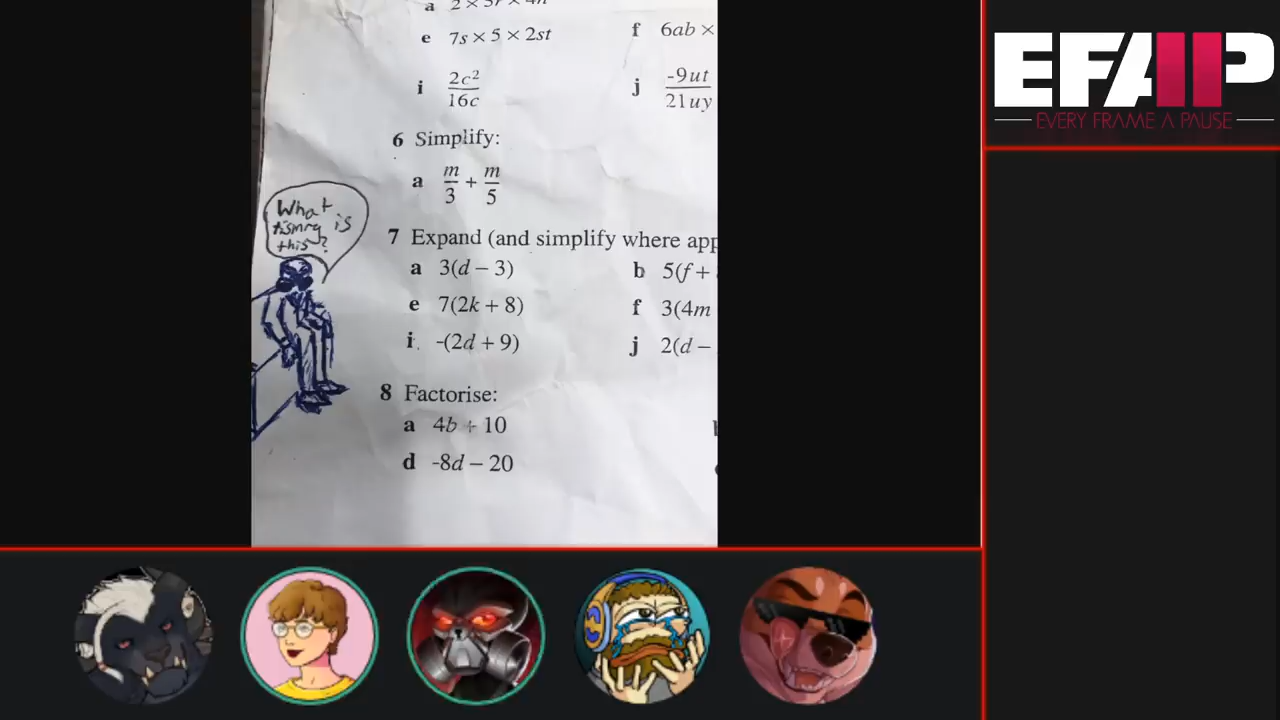 e 7s × 5 × 2st
f 6ab ×
i 2c²/16c
j -9ut/21uy
6 Simplify:
a m/3 + m/5
7 Expand (and simplify where app
a 3(d – 3)
b 5(f +
e 7(2k + 8)
f 3(4m
i. -(2d + 9)
j 2(d –
8 Factorise:
a 4b + 10
d -8d – 20
What
is
this?
EFAP
EVERY FRAME A PAUSE